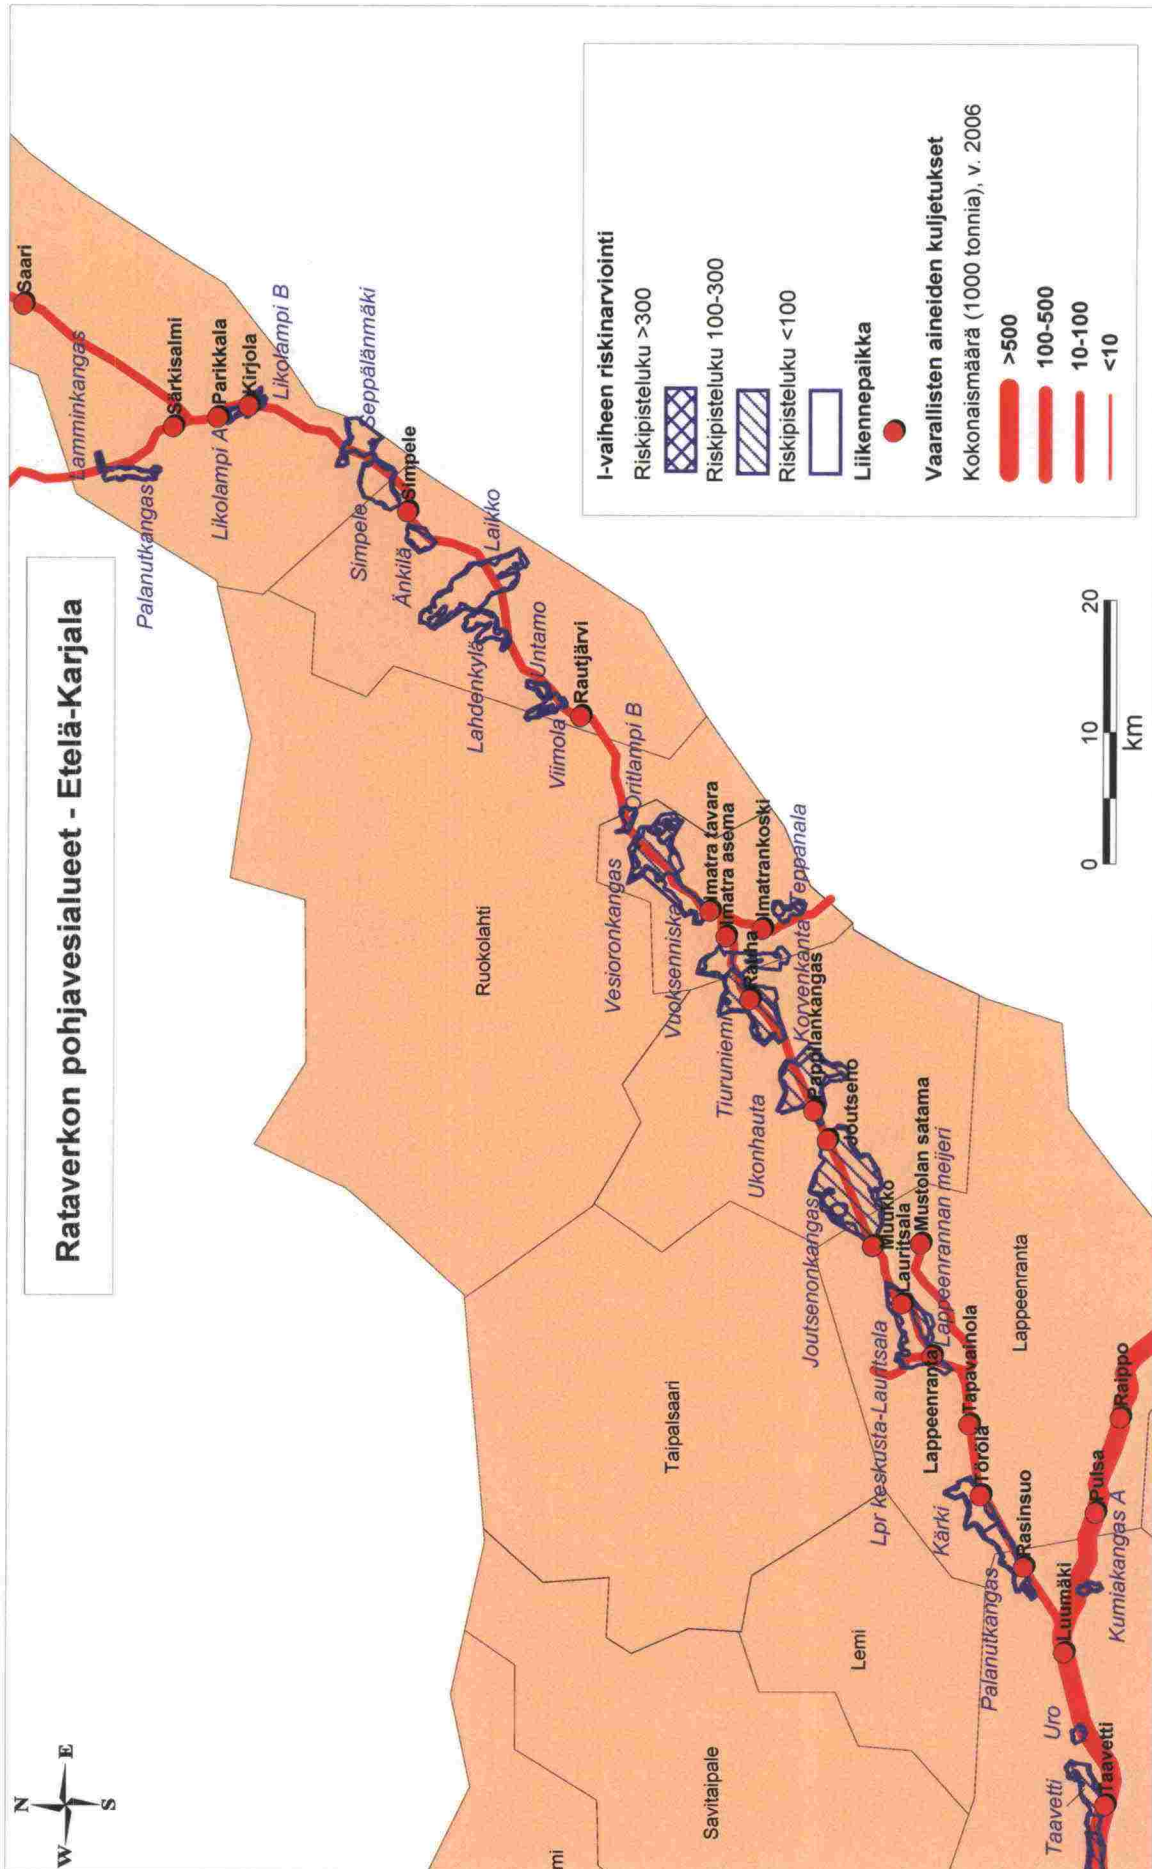 Rataverkon pohjavesialueet - Etelä-Karjala
N
W
E
S
Saari
Lamminkangas
Särkisalmi
Palanutkangas
Parikkala
Kirjola
Likolampi A
Likolampi B
Seppälänmäki
Simpele
Simpele
Änkilä
Laikko
Lahdenkylä
Untamo
Viimola
Rautjärvi
Oritlampi B
Vesioronkangas
Imatra tavara
Imatra asema
Imatrankoski
Teppanala
Vuoksenniska
Korvenkanta
Rauha
Tiuruniemi
Pappilankangas
Ukonhauta
Joutseno
Joutsenonkangas
Muukko
Mustolan satama
Lauritsala
Lappeenrannan meijeri
Lpr keskusta-Lauritsala
Lappeenranta
Tapavainola
Törölä
Kärki
Rasinsuo
Palanutkangas
Luumäki
Pulsa
Raippo
Kumiakangas A
Uro
Taavetti
Taavetti
Ruokolahti
Taipalsaari
Lappeenranta
Lemi
Savitaipale
mi
I-vaiheen riskinarviointi
Riskipisteluku >300
Riskipisteluku 100-300
Riskipisteluku <100
Liikennepaikka
Vaarallisten aineiden kuljetukset
Kokonaismäärä (1000 tonnia), v. 2006
>500
100-500
10-100
<10
0
10
20
km